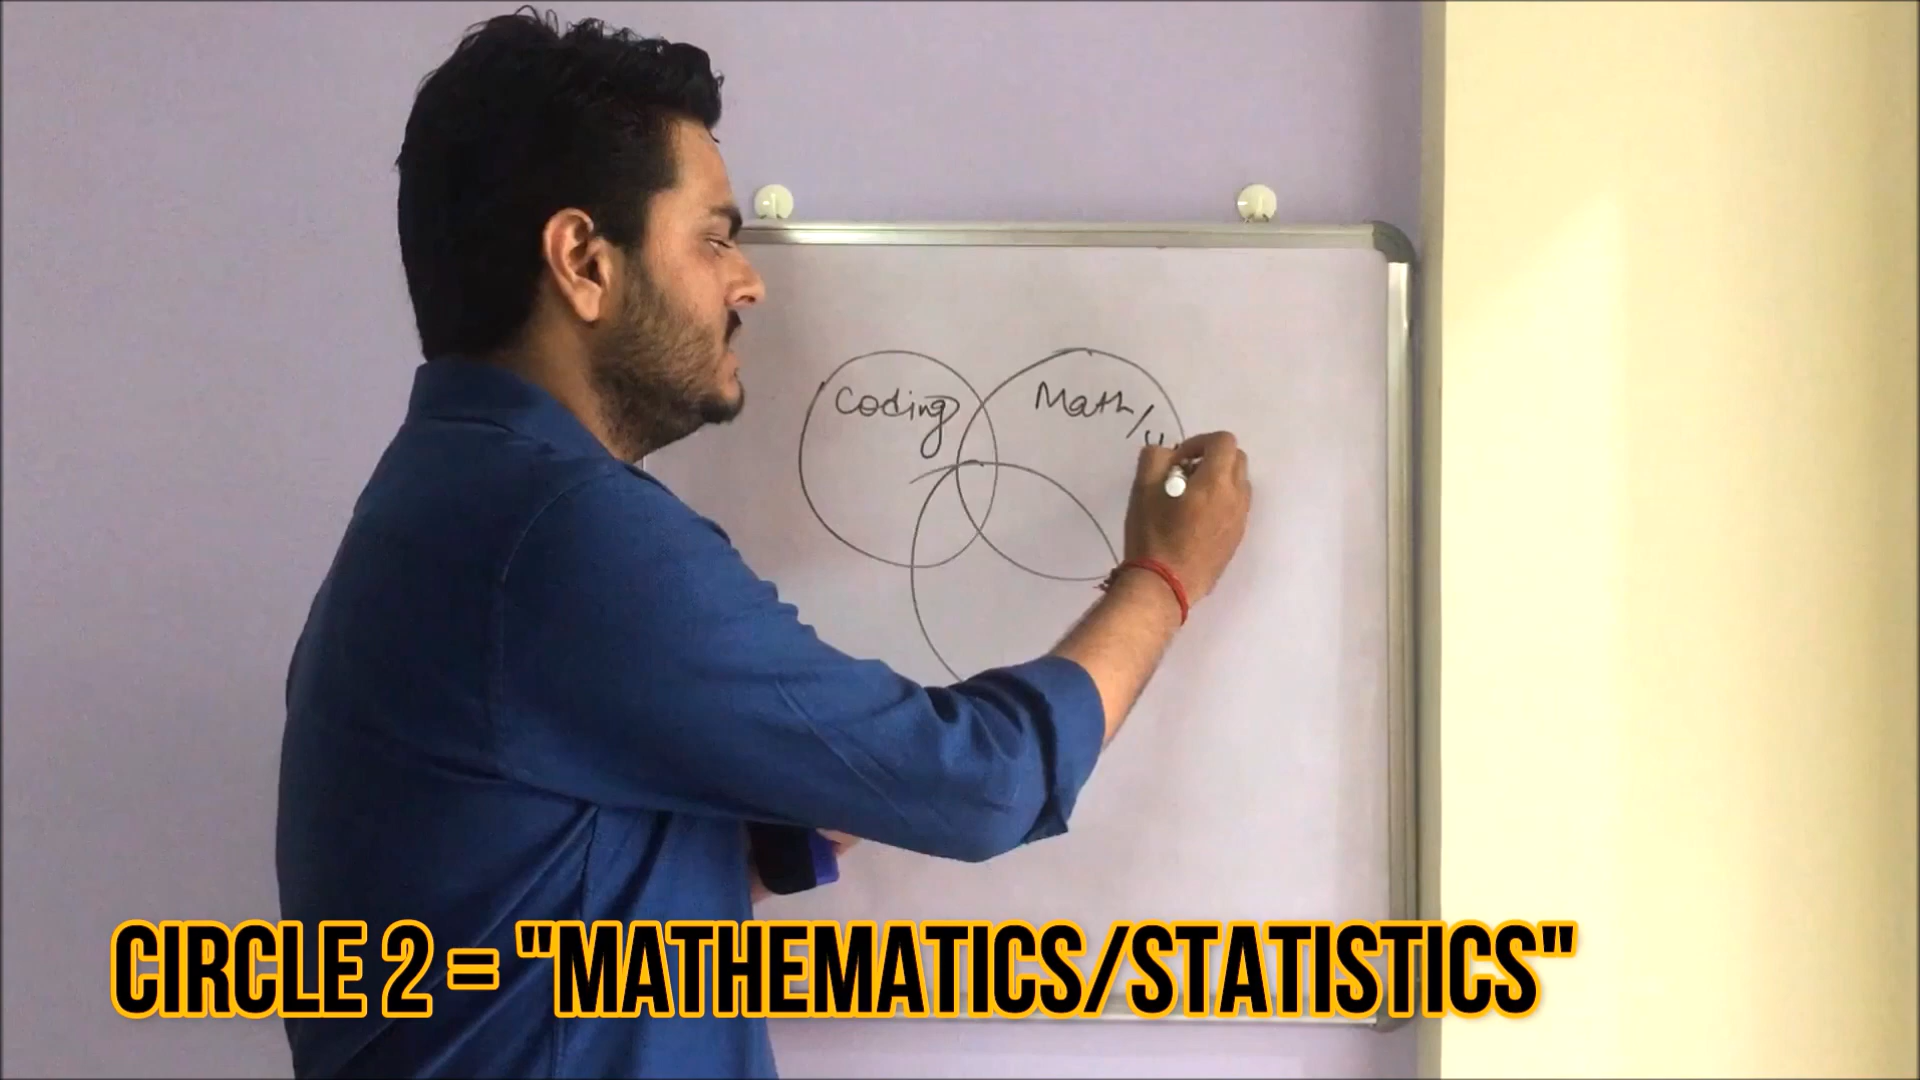 Coding
Math/
CIRCLE 2 = "MATHEMATICS/STATISTICS"